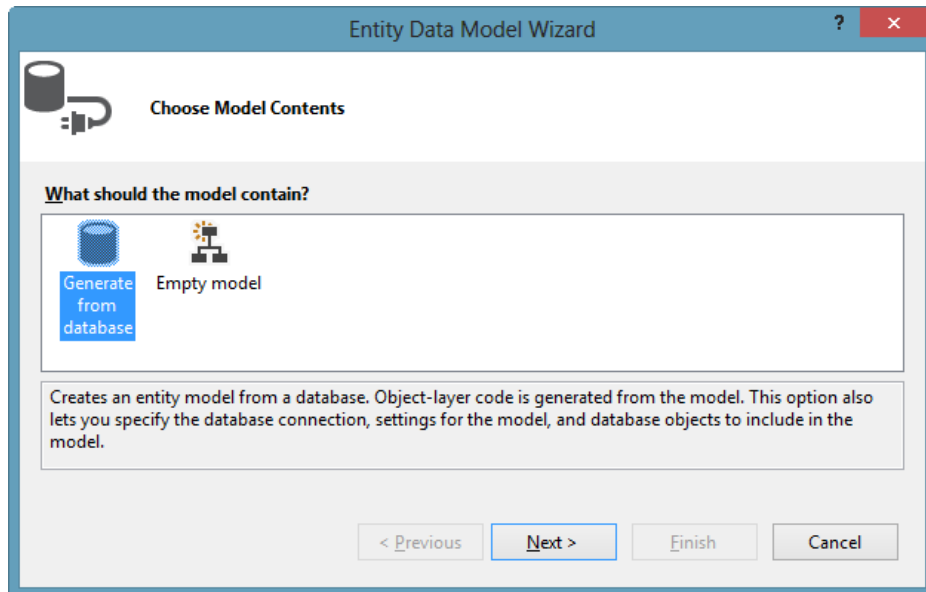 Entity Data Model Wizard
?
Choose Model Contents
What should the model contain?
Generate
from
database
Empty model
Creates an entity model from a database. Object-layer code is generated from the model. This option also
lets you specify the database connection, settings for the model, and database objects to include in the
model.
< Previous
Next >
Finish
Cancel